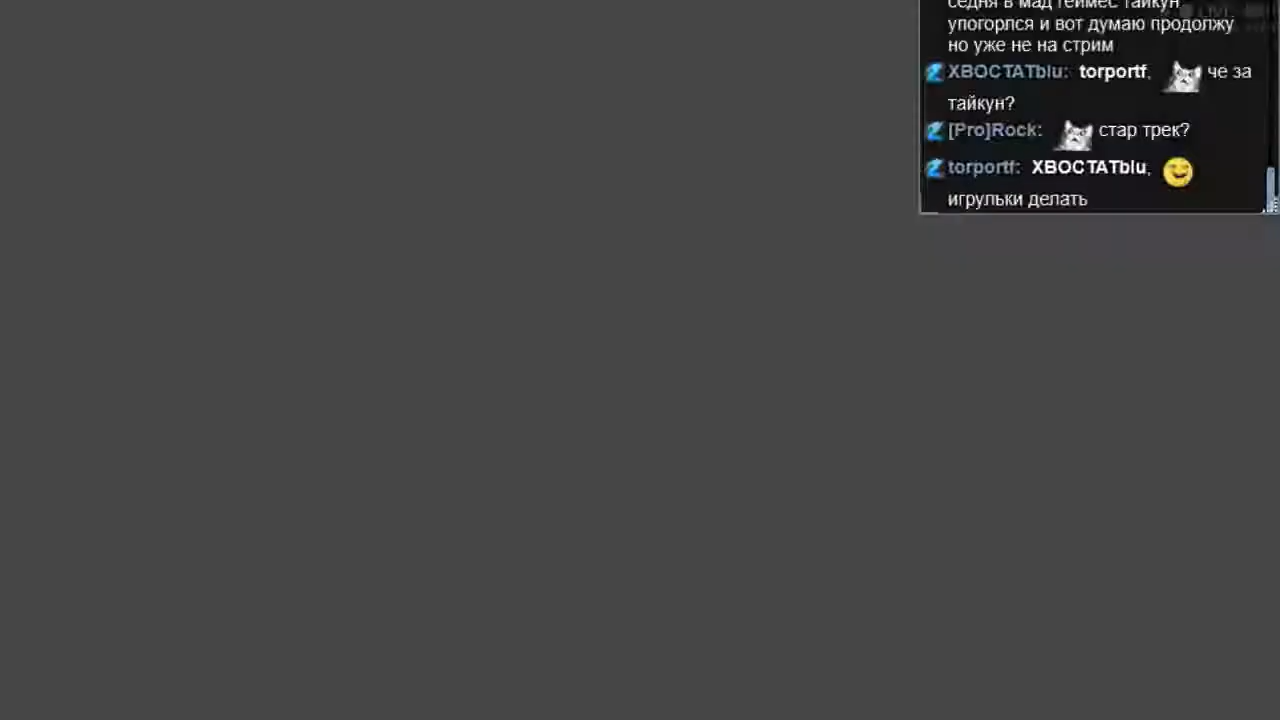 седня в мад геймес тайкун
упогорлся и вот думаю продолжу
но уже не на стрим
XBOCTATblu: torportf, че за
тайкун?
[Pro]Rock: стар трек?
torportf: XBOCTATblu,
игрульки делать